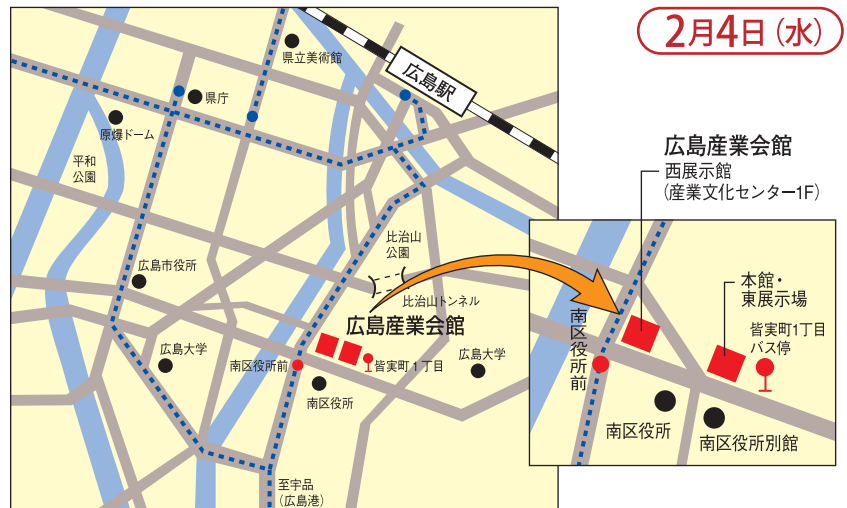 2月4日（水）
県立美術館
広島駅
県庁
原爆ドーム
平和
公園
広島市役所
比治山
公園
比治山トンネル
広島産業会館
広島大学
南区役所前
皆実町1丁目
広島大学
南区役所
至宇品
（広島港）
広島産業会館
西展示館
（産業文化センター1F）
本館・
東展示場
皆実町1丁目
バス停
南区役所前
南区役所
南区役所別館